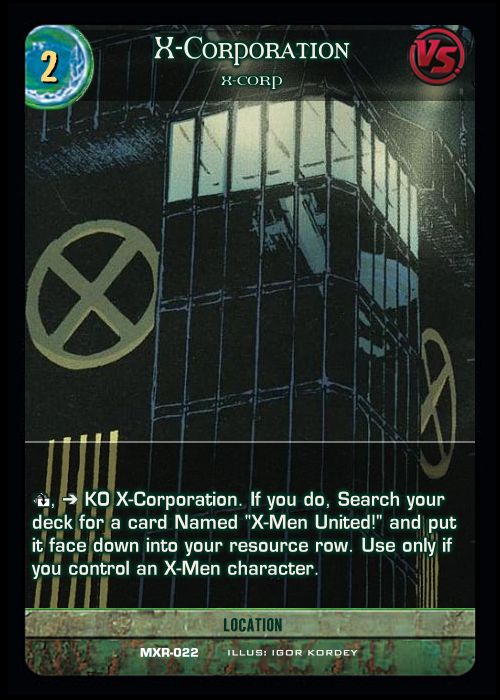 X-Corporation
2
VS.
X-Corp
, → KO X-Corporation. If you do, Search your
deck for a card Named "X-Men United!" and put
it face down into your resource row. Use only if
you control an X-Men character.
LOCATION
MXR-022 ILLUS: IGOR KORDEY